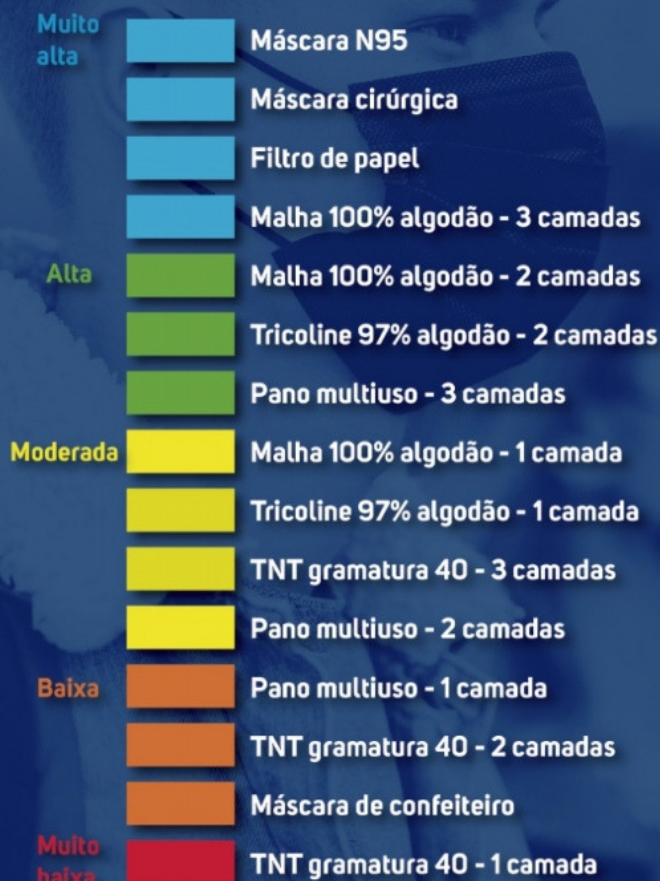 Muito
alta
Máscara N95
Máscara cirúrgica
Filtro de papel
Malha 100% algodão - 3 camadas
Alta
Malha 100% algodão - 2 camadas
Tricoline 97% algodão - 2 camadas
Pano multiuso - 3 camadas
Moderada
Malha 100% algodão - 1 camada
Tricoline 97% algodão - 1 camada
TNT gramatura 40 - 3 camadas
Pano multiuso - 2 camadas
Baixa
Pano multiuso - 1 camada
TNT gramatura 40 - 2 camadas
Máscara de confeiteiro
Muito
baixa
TNT gramatura 40 - 1 camada